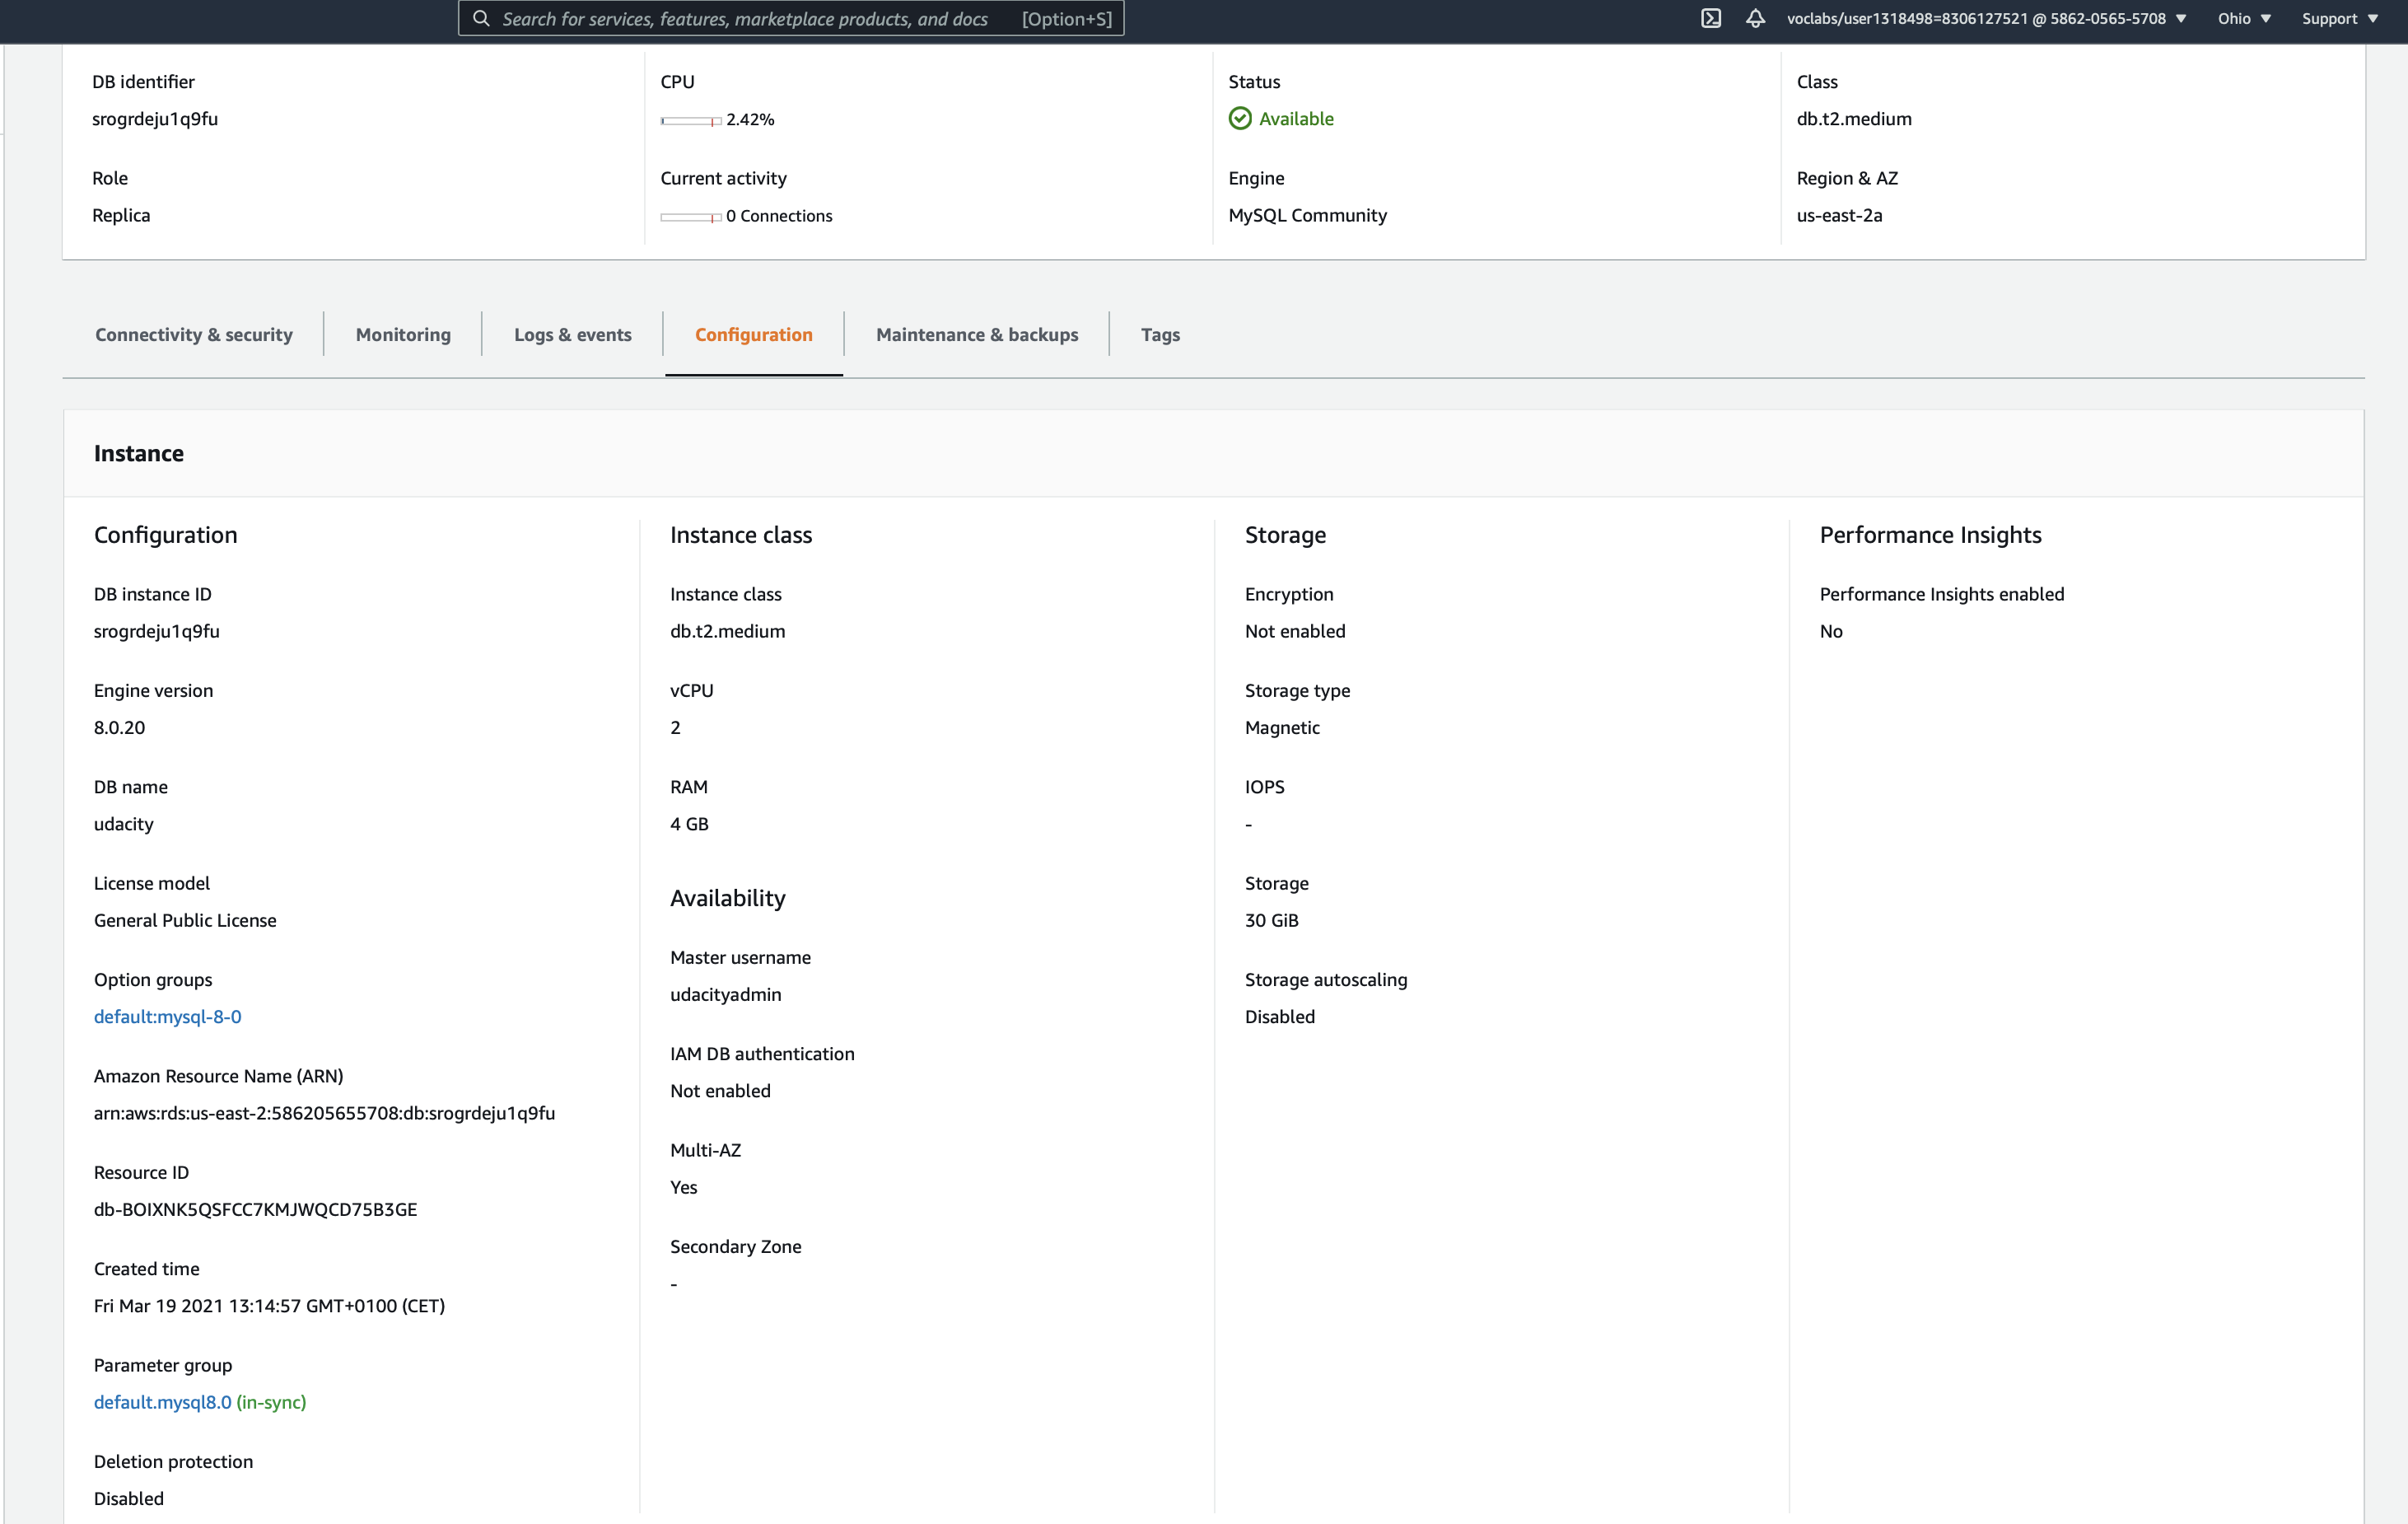 Search for services, features, marketplace products, and docs [Option+S]
voclabs/user1318498=8306127521 @ 5862-0565-5708
Ohio
Support
DB identifier
srogrdeju1q9fu
CPU
2.42%
Status
Available
Class
db.t2.medium
Role
Replica
Current activity
0 Connections
Engine
MySQL Community
Region & AZ
us-east-2a
Connectivity & security
Monitoring
Logs & events
Configuration
Maintenance & backups
Tags
Instance
Configuration
DB instance ID
srogrdeju1q9fu
Engine version
8.0.20
DB name
udacity
License model
General Public License
Option groups
default:mysql-8-0
Amazon Resource Name (ARN)
arn:aws:rds:us-east-2:586205655708:db:srogrdeju1q9fu
Resource ID
db-BOIXNK5QSFCC7KMJWQCD75B3GE
Created time
Fri Mar 19 2021 13:14:57 GMT+0100 (CET)
Parameter group
default.mysql8.0 (in-sync)
Deletion protection
Disabled
Instance class
Instance class
db.t2.medium
vCPU
2
RAM
4 GB
Availability
Master username
udacityadmin
IAM DB authentication
Not enabled
Multi-AZ
Yes
Secondary Zone
-
Storage
Encryption
Not enabled
Storage type
Magnetic
IOPS
-
Storage
30 GiB
Storage autoscaling
Disabled
Performance Insights
Performance Insights enabled
No